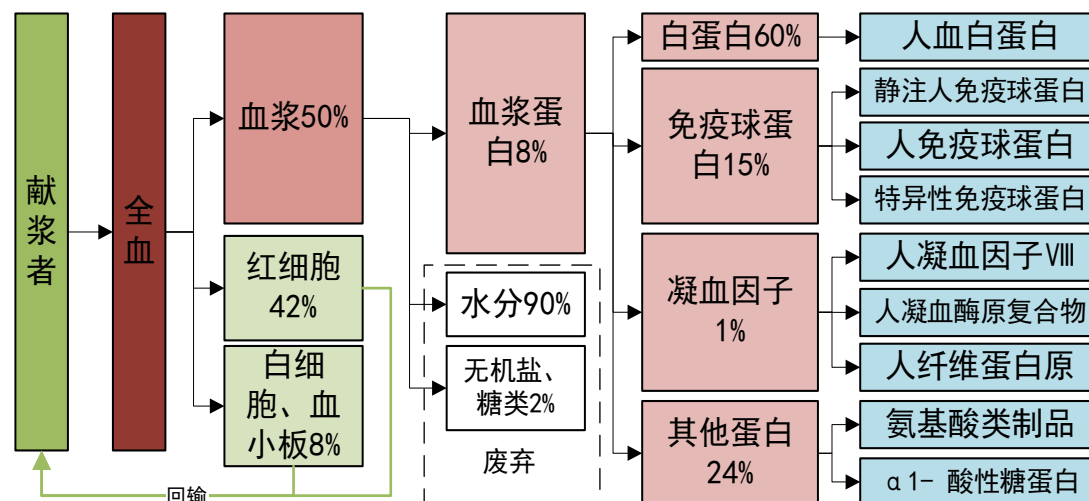 献
浆
者
全
血
血浆50%
红细胞
42%
白细
胞、血
小板8%
回输
血浆蛋
白8%
水分90%
无机盐、
糖类2%
废弃
白蛋白60%
免疫球蛋
白15%
凝血因子
1%
其他蛋白
24%
人血白蛋白
静注人免疫球蛋白
人免疫球蛋白
特异性免疫球蛋白
人凝血因子Ⅷ
人凝血酶原复合物
人纤维蛋白原
氨基酸类制品
α1- 酸性糖蛋白